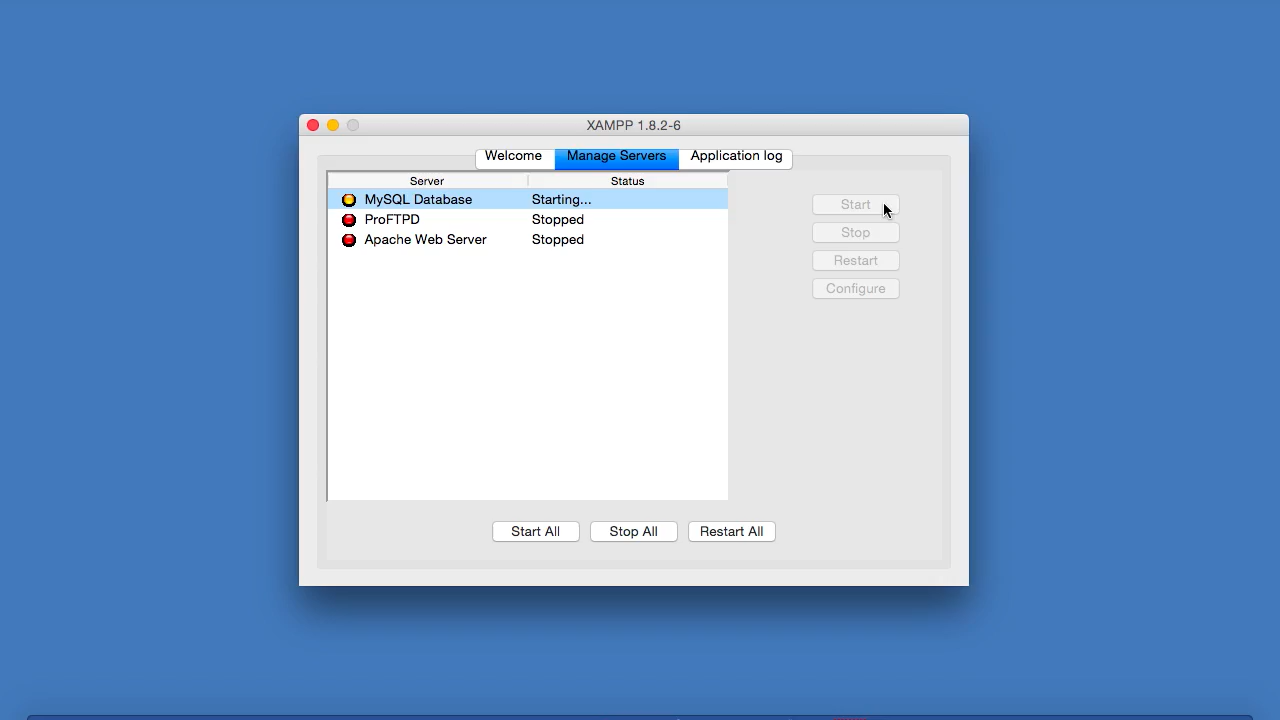 XAMPP 1.8.2-6
Welcome Manage Servers Application log
Server Status
MySQL Database Starting...
ProFTPD Stopped
Apache Web Server Stopped
Start
Stop
Restart
Configure
Start All Stop All Restart All